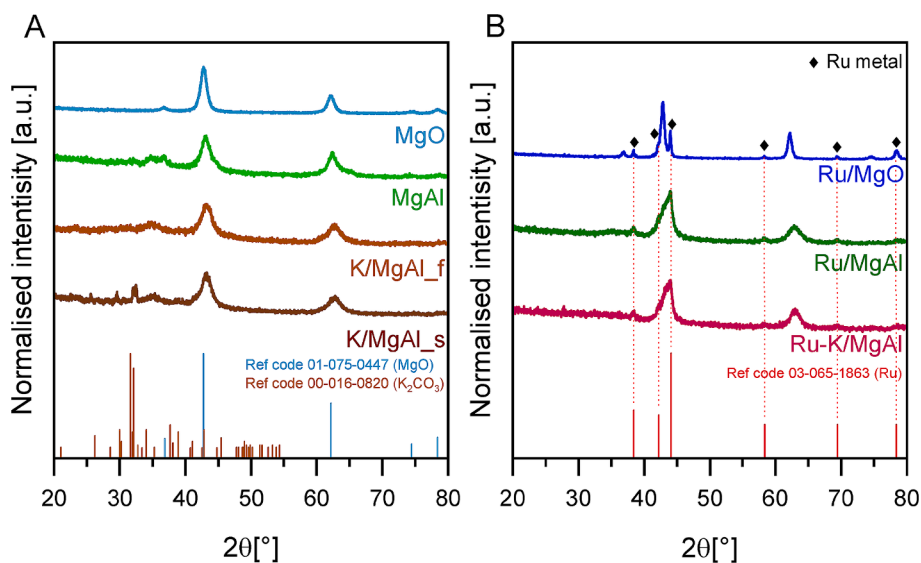 A
Normalised intentisity [a.u.]
MgO
MgAl
K/MgAl_f
K/MgAl_s
Ref code 01-075-0447 (MgO)
Ref code 00-016-0820 (K₂CO₃)
20 30 40 50 60 70 80
2θ[°]
B
Normalised intensity [a.u.]
♦ Ru metal
Ru/MgO
Ru/MgAl
Ru-K/MgAl
Ref code 03-065-1863 (Ru)
20 30 40 50 60 70 80
2θ[°]